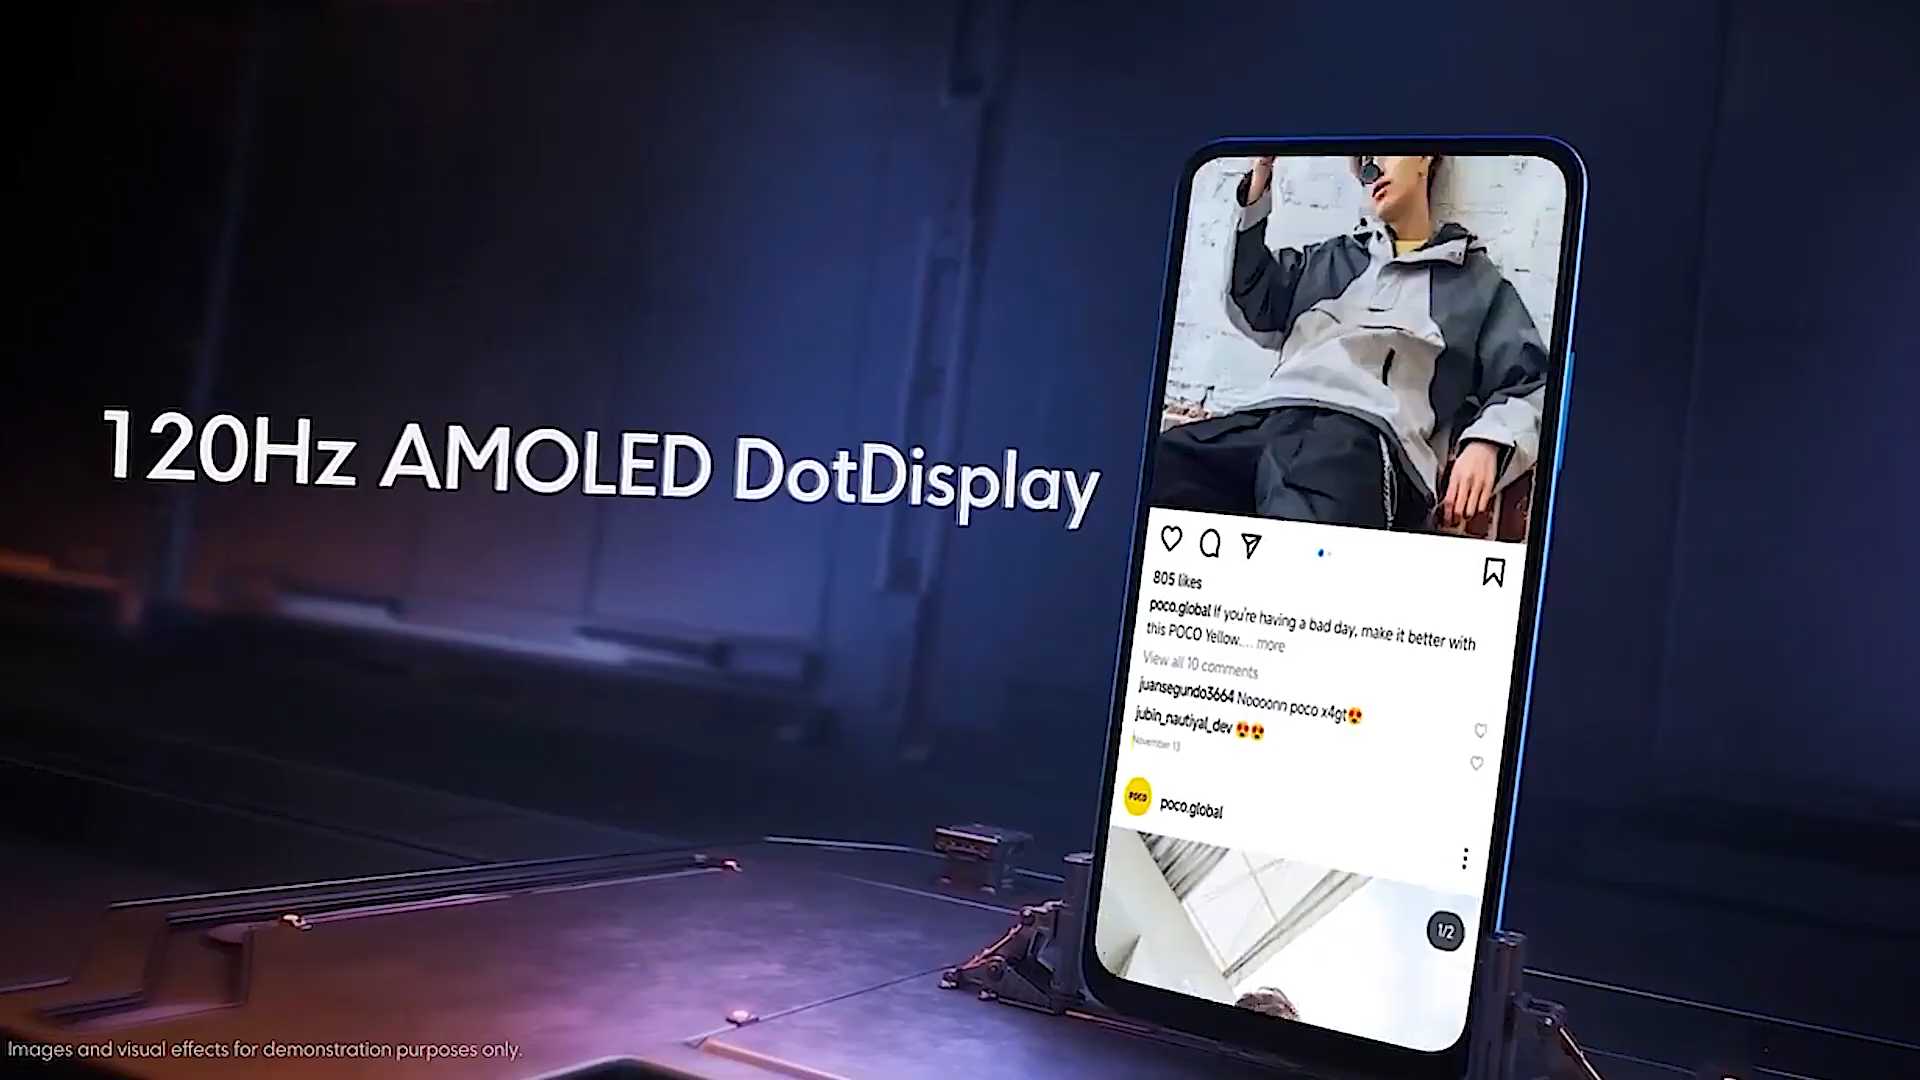 120Hz AMOLED DotDisplay
805 likes
poco.global If you're having a bad day, make it better with
this POCO Yellow.... more
View all 10 comments
juansegundo3664 Noooonn poco x4gt😍
jubin_nautiyal_dev 😍😍
November 13
POCO
poco.global
1/2
Images and visual effects for demonstration purposes only.